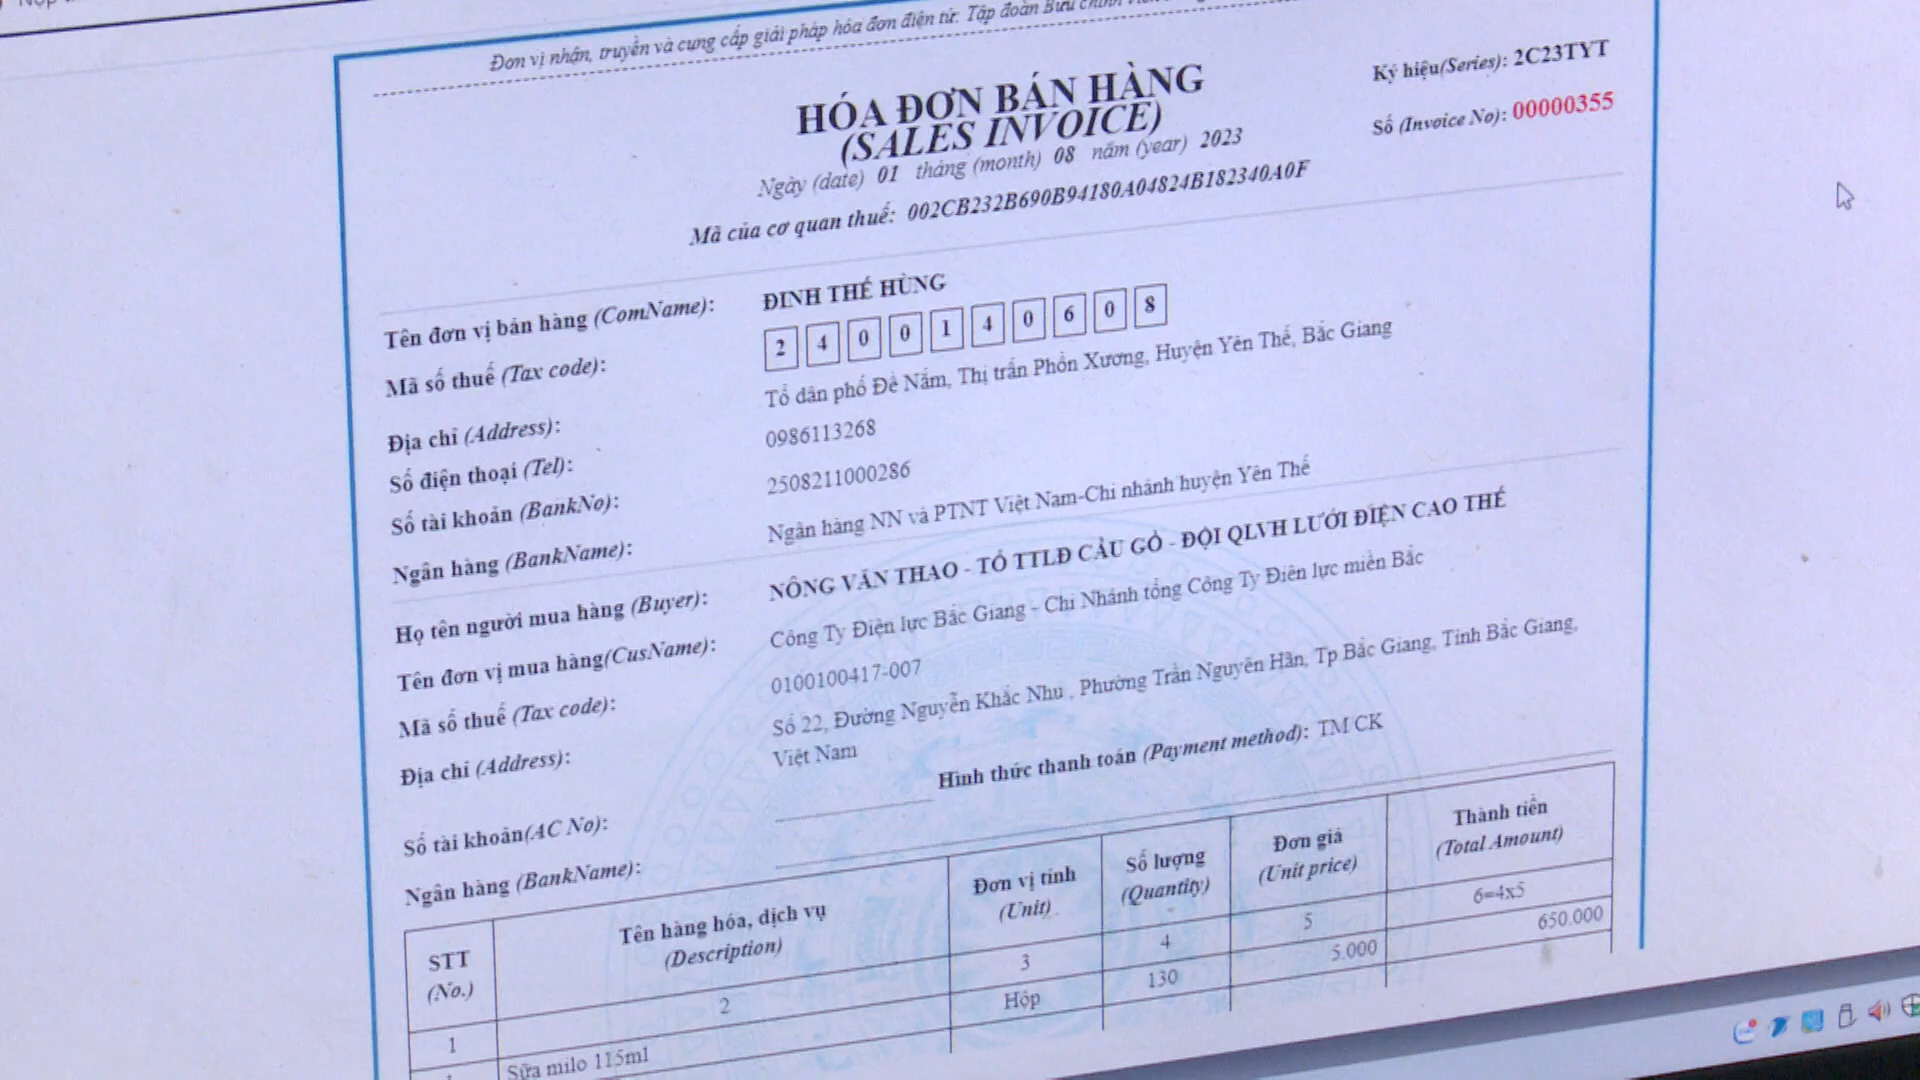 Đơn vị nhận, truyền và cung cấp giải pháp hóa đơn điện tử: Tập đoàn Bưu chính
HÓA ĐƠN BÁN HÀNG
(SALES INVOICE)
Ngày (date) 01 tháng (month) 08 năm (year) 2023
Mã của cơ quan thuế: 002CB232B690B94180A04824B182340A0F
Ký hiệu(Series): 2C23TYT
Số (Invoice No): 00000355
Tên đơn vị bán hàng (ComName): ĐINH THẾ HÙNG
Mã số thuế (Tax code): 2 4 0 0 1 4 0 6 0 8
Địa chỉ (Address): Tổ dân phố Đề Nắm, Thị trấn Phồn Xương, Huyện Yên Thế, Bắc Giang
Số điện thoại (Tel): 0986113268
Số tài khoản (BankNo): 2508211000286
Ngân hàng (BankName): Ngân hàng NN và PTNT Việt Nam-Chi nhánh huyện Yên Thế
Họ tên người mua hàng (Buyer): NÔNG VĂN THAO - TỔ TTLĐ CẦU GỒ - ĐỘI QLVH LƯỚI ĐIỆN CAO THẾ
Tên đơn vị mua hàng(CusName): Công Ty Điện lực Bắc Giang - Chi Nhánh tổng Công Ty Điện lực miền Bắc
Mã số thuế (Tax code): 0100100417-007
Địa chỉ (Address): Số 22, Đường Nguyễn Khắc Nhu , Phường Trần Nguyên Hãn, Tp Bắc Giang, Tỉnh Bắc Giang,
Việt Nam
Số tài khoản(AC No): Hình thức thanh toán (Payment method): TM CK
Ngân hàng (BankName):
STT (No.) Tên hàng hóa, dịch vụ (Description) Đơn vị tính (Unit) Số lượng (Quantity) Đơn giá (Unit price) Thành tiền (Total Amount)
1 2 3 4 5 6=4x5
Sữa milo 115ml Hộp 130 5.000 650.000